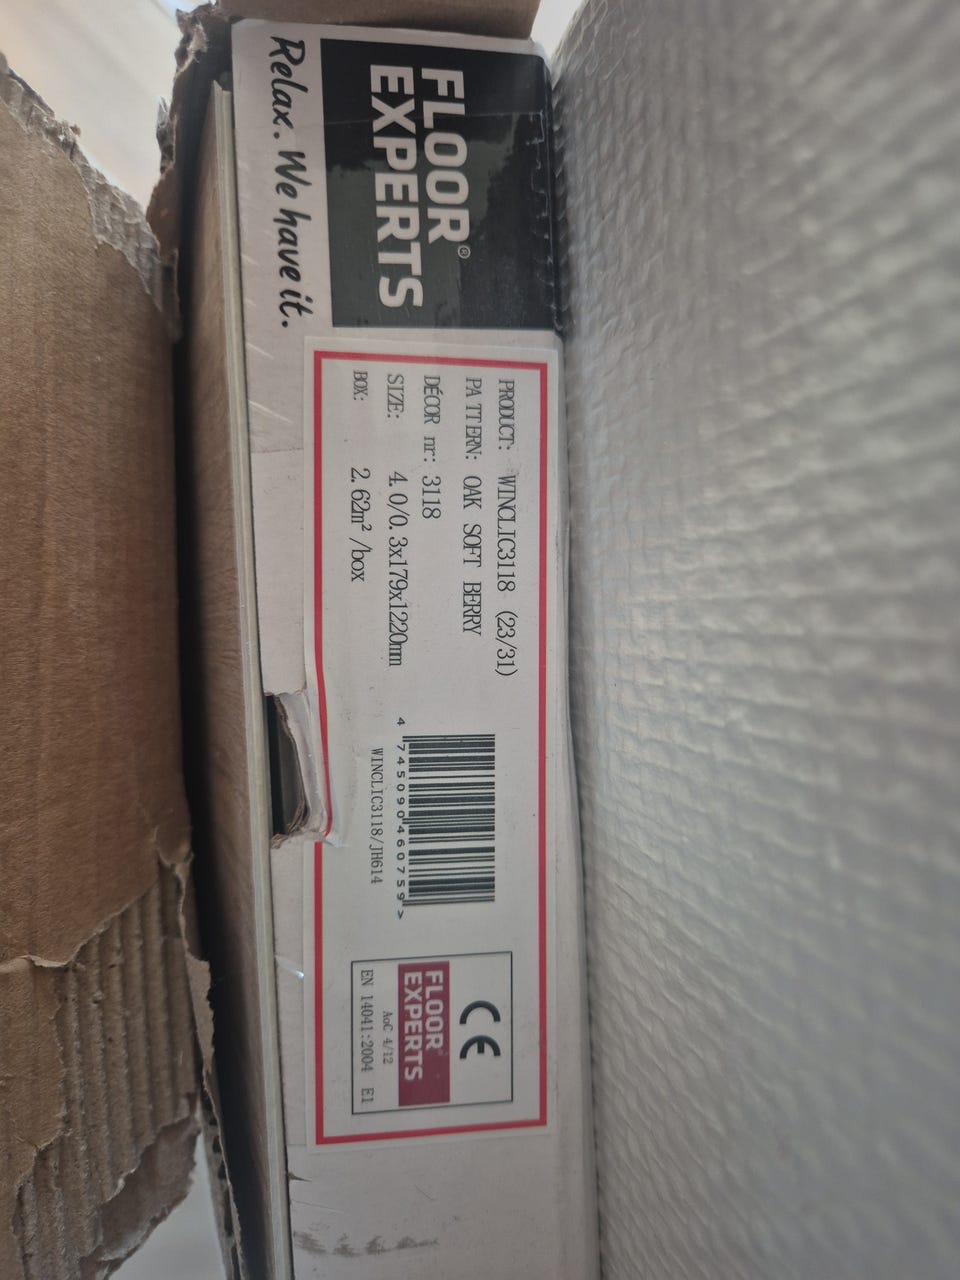 FLOOR®
EXPERTS
Relax. We have it.
PRODUCT: WINCLIC3118 (23/31)
PATTERN: OAK SOFT BERRY
DÉCOR nr: 3118
SIZE: 4.0/0.3x179x1220mm
BOX: 2.62m² /box
4 745090 460759 >
WINCLIC3118/JH614
CE
FLOOR
EXPERTS
AoC 4/12
EN 14041:2004 E1